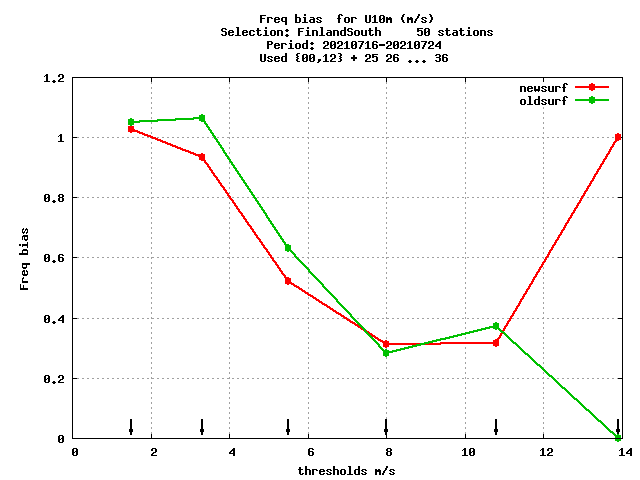 Freq bias  for U10m (m/s)
Selection: FinlandSouth     50 stations
Period: 20210716-20210724
Used {00,12} + 25 26 ... 36
newsurf
oldsurf
1.2
1
0.8
0.6
0.4
0.2
0
Freq bias
0 2 4 6 8 10 12 14
thresholds m/s